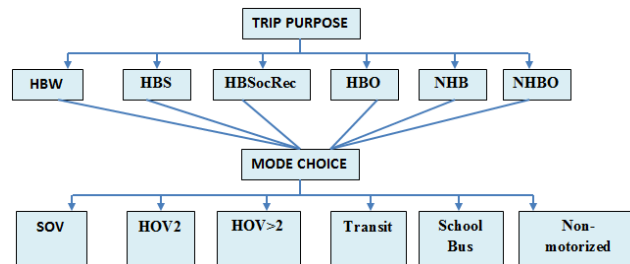 TRIP PURPOSE
HBW
HBS
HBSocRec
HBO
NHB
NHBO
MODE CHOICE
SOV
HOV2
HOV>2
Transit
School
Bus
Non-
motorized